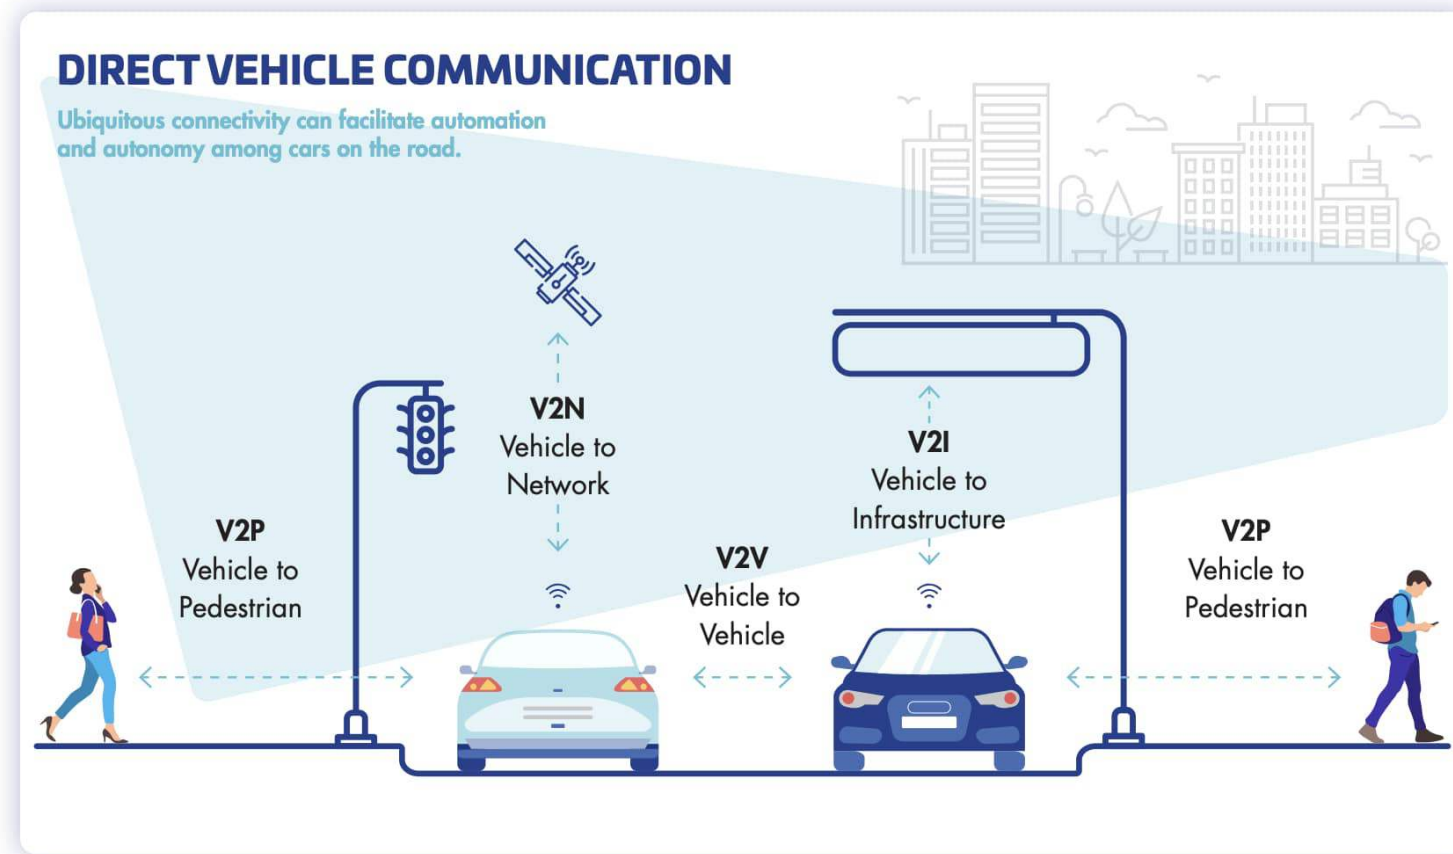 DIRECT VEHICLE COMMUNICATION
Ubiquitous connectivity can facilitate automation
and autonomy among cars on the road.
V2N
Vehicle to
Network
V2I
Vehicle to
Infrastructure
V2P
Vehicle to
Pedestrian
V2V
Vehicle to
Vehicle
V2P
Vehicle to
Pedestrian